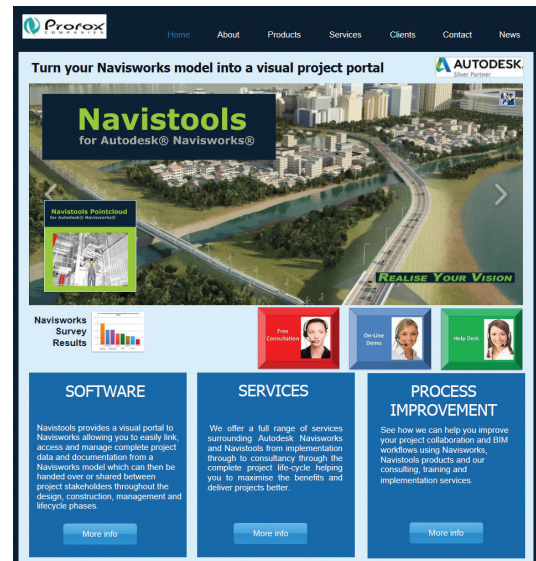 Prorox
COMPANIES
Home About Products Services Clients Contact News
Turn your Navisworks model into a visual project portal
AUTODESK.
Silver Partner
Navistools
for Autodesk® Navisworks®
Navistools Pointcloud
for Autodesk® Navisworks®
REALISE YOUR VISION
Navisworks
Survey
Results
Free
Consultation
On-Line
Demo
Help Desk
SOFTWARE
Navistools provides a visual portal to
Navisworks allowing you to easily link,
access and manage complete project
data and documentation from a
Navisworks model which can then be
handed over or shared between
project stakeholders throughout the
design, construction, management and
lifecycle phases.
More info
SERVICES
We offer a full range of services
surrounding Autodesk Navisworks
and Navistools from implementation
through to consultancy through the
complete project life-cycle helping
you to maximise the benefits and
deliver projects better.
More info
PROCESS
IMPROVEMENT
See how we can help you improve
your project collaboration and BIM
workflows using Navisworks,
Navistools products and our
consulting, training and
implementation services.
More info